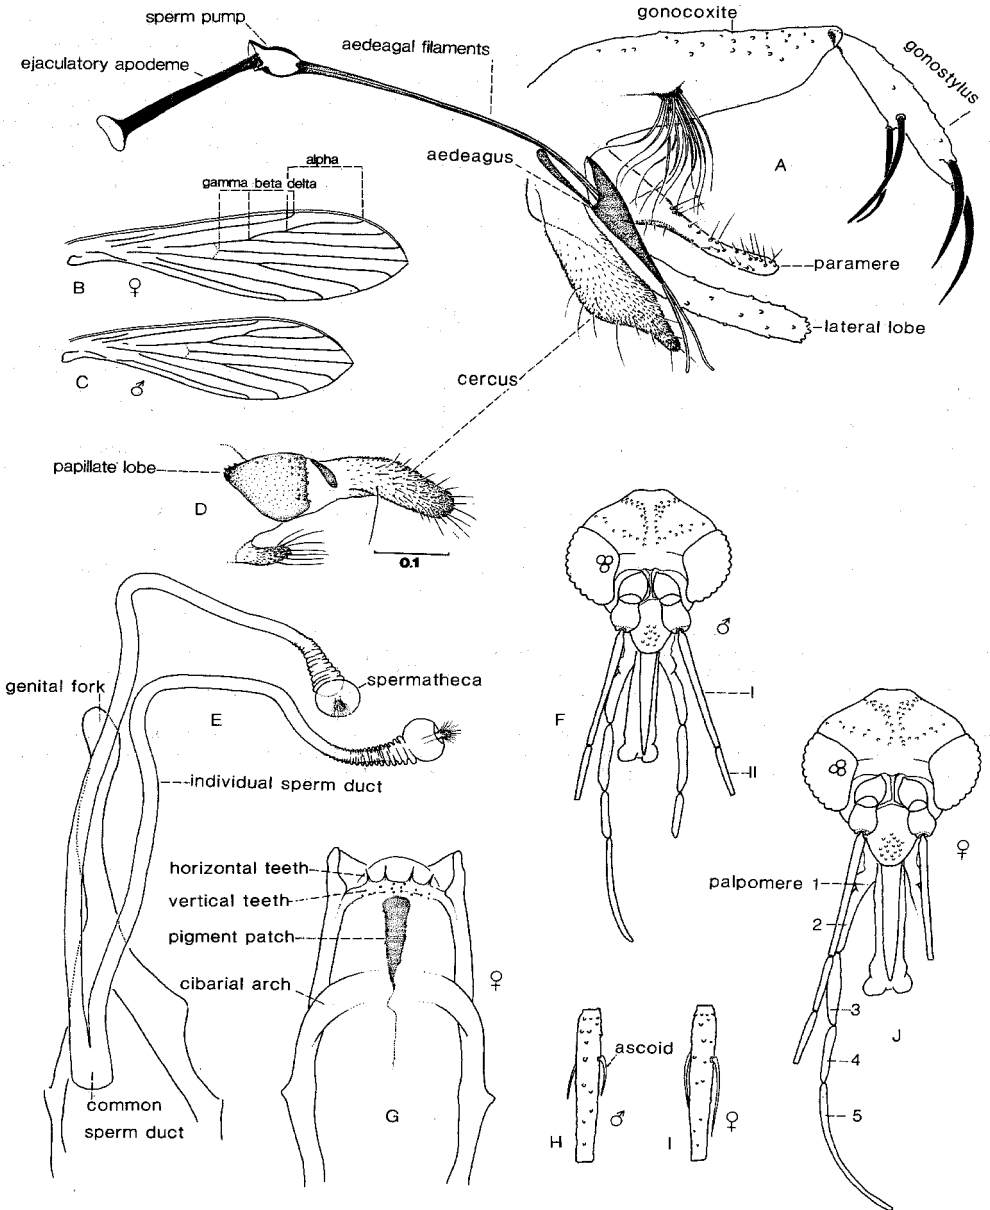 sperm pump
ejaculatory apodeme
aedeagal filaments
gonocoxite
gonostylus
aedeagus
A
alpha
gamma beta delta
B ♀
paramere
lateral lobe
C ♂
cercus
papillate lobe
D
0.1
genital fork
E
spermatheca
individual sperm duct
F
♂
I
II
horizontal teeth
vertical teeth
pigment patch
cibarial arch
♀
G
common
sperm duct
palpomere 1
2
3
4
5
♀
J
ascoid
H ♂
I ♀